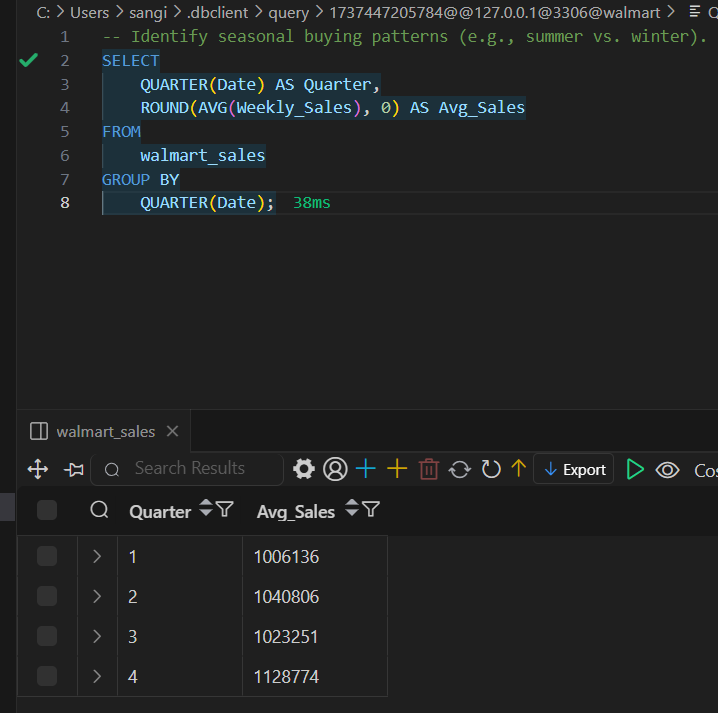 C: > Users > sangi > .dbclient > query > 1737447205784@@127.0.0.1@3306@walmart >
1 -- Identify seasonal buying patterns (e.g., summer vs. winter).
2 SELECT
3 QUARTER(Date) AS Quarter,
4 ROUND(AVG(Weekly_Sales), 0) AS Avg_Sales
5 FROM
6 walmart_sales
7 GROUP BY
8 QUARTER(Date); 38ms
walmart_sales
Search Results Export Cos
Quarter Avg_Sales
1 1006136
2 1040806
3 1023251
4 1128774